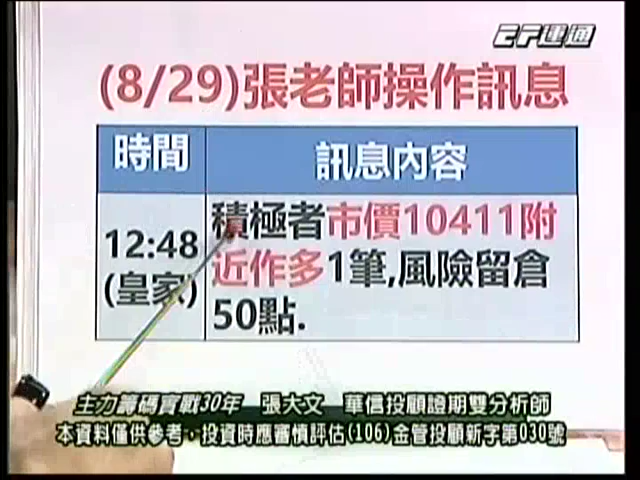 EF運通
(8/29)張老師操作訊息
時間
訊息內容
12:48
(皇家)
積極者市價10411附
近作多1筆,風險留倉
50點.
主力籌碼實戰30年 張大文 華信投顧證期雙分析師
本資料僅供參考，投資時應審慎評估(106)金管投顧新字第030號